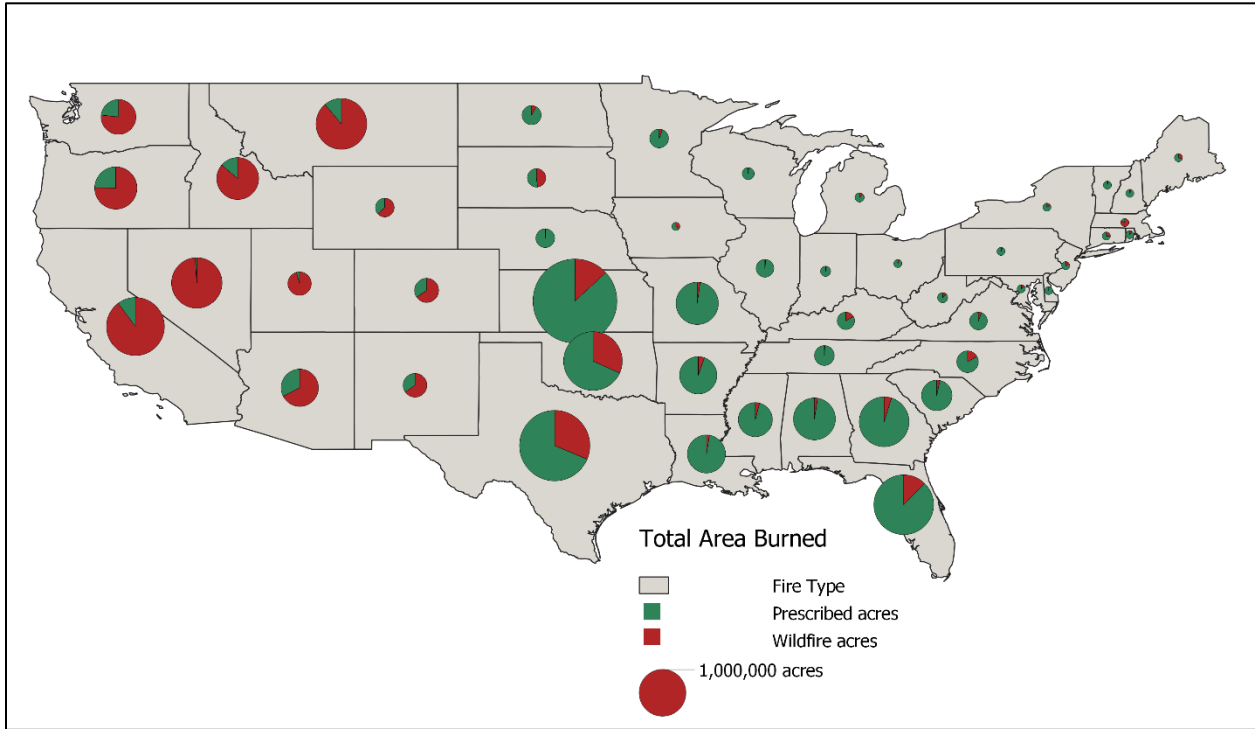 Total Area Burned
Fire Type
Prescribed acres
Wildfire acres
1,000,000 acres